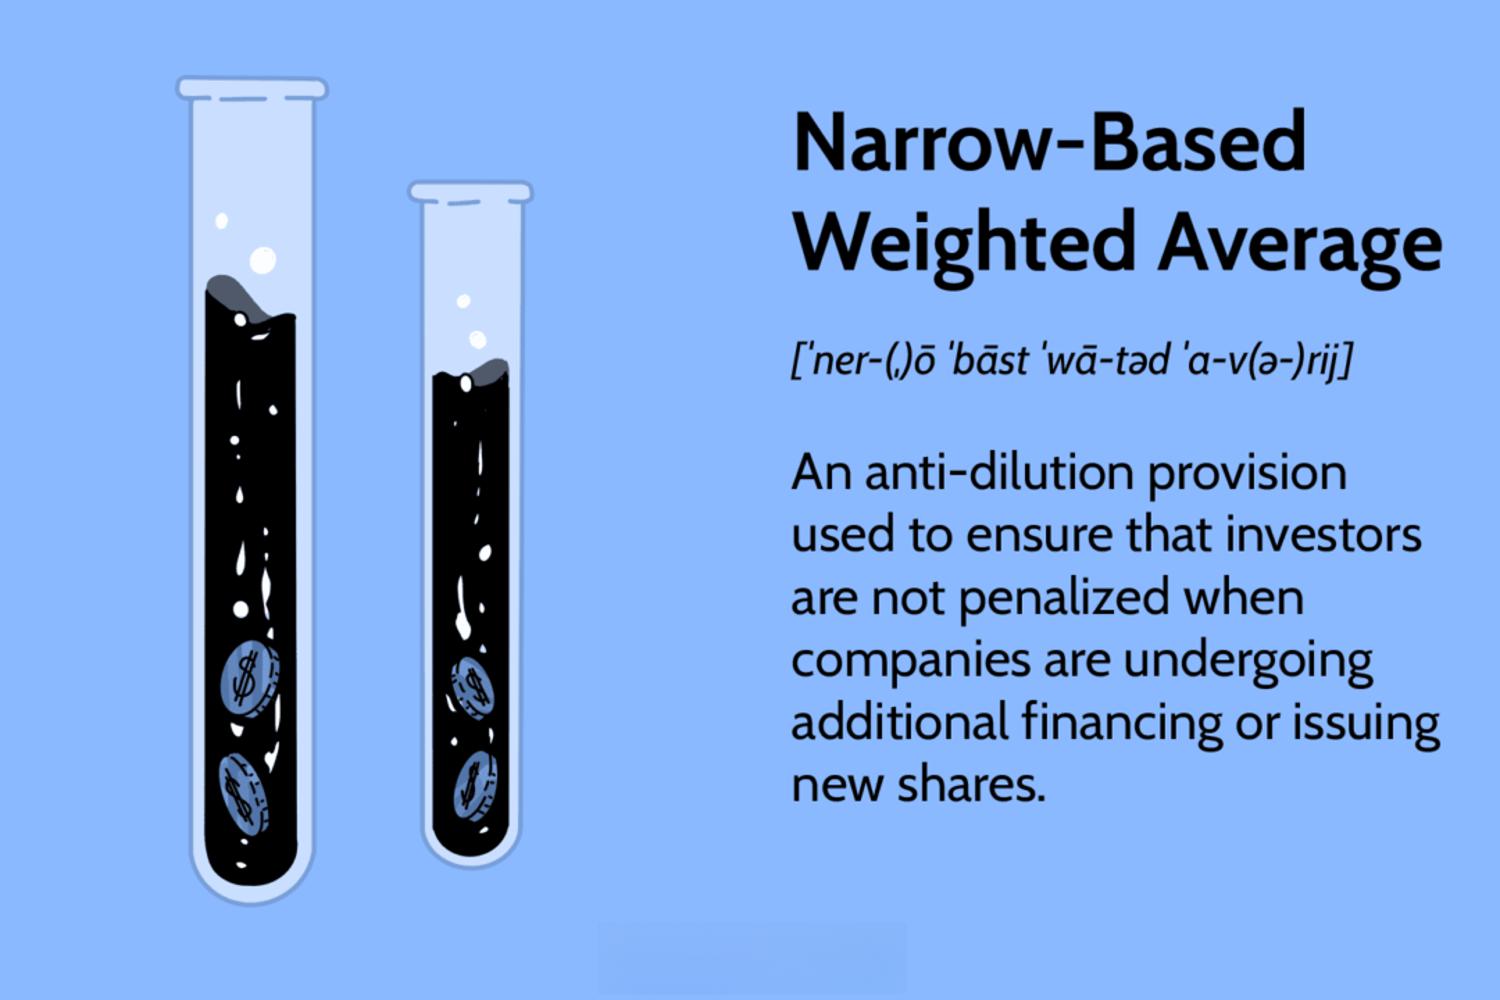 Narrow-Based
Weighted Average
[ˈner-(ˌ)ō ˈbāst ˈwā-təd ˈa-v(ə-)rij]
An anti-dilution provision
used to ensure that investors
are not penalized when
companies are undergoing
additional financing or issuing
new shares.
$
$
$
$